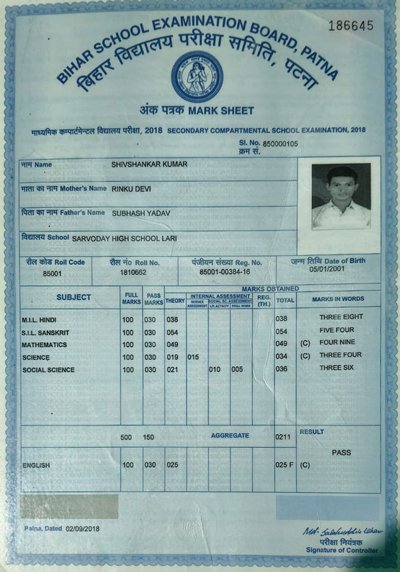 186645
BIHAR SCHOOL EXAMINATION BOARD, PATNA
बिहार विद्यालय परीक्षा समिति, पटना
अंक पत्रक MARK SHEET
माध्यमिक कम्पार्टमेन्टल विद्यालय परीक्षा, 2018 SECONDARY COMPARTMENTAL SCHOOL EXAMINATION, 2018
Sl. No. 850000105
क्रम सं.
नाम Name SHIVSHANKAR KUMAR
माता का नाम Mother's Name RINKU DEVI
पिता का नाम Father's Name SUBHASH YADAV
विद्यालय School SARVODAY HIGH SCHOOL LARI
रौल कोड Roll Code रौल नं० Roll No. पंजीयन संख्या Reg. No. जन्म तिथि Date of Birth
85001 1810662 85001-00384-16 05/01/2001
MARKS OBTAINED
SUBJECT FULL MARKS PASS MARKS THEORY INTERNAL ASSESSMENT REG. (TH.) TOTAL MARKS IN WORDS
M.I.L. HINDI 100 030 038 038 THREE EIGHT
S.I.L. SANSKRIT 100 030 054 054 FIVE FOUR
MATHEMATICS 100 030 049 049 (C) FOUR NINE
SCIENCE 100 030 019 015 034 (C) THREE FOUR
SOCIAL SCIENCE 100 030 021 010 005 036 THREE SIX
500 150 AGGREGATE 0211 RESULT
PASS
ENGLISH 100 030 025 025 F (C)
Patna, Dated 02/09/2018
परीक्षा नियंत्रक
Signature of Controller